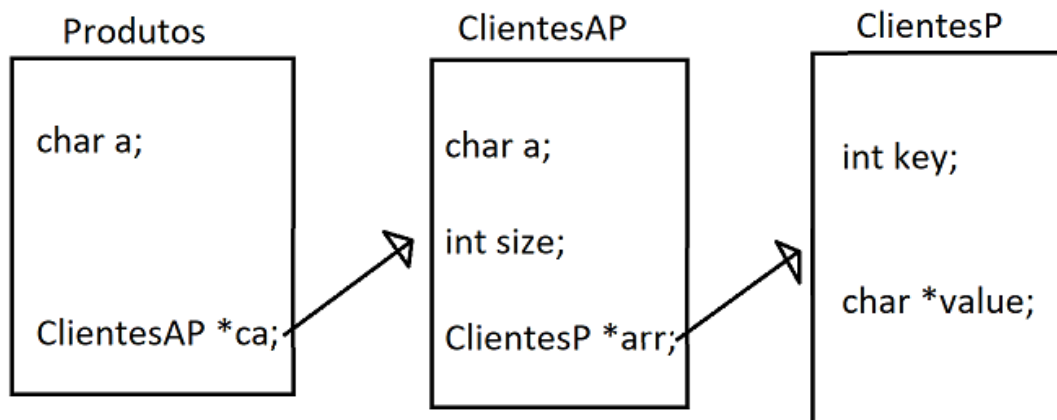 Produtos
char a;
ClientesAP *ca;
ClientesAP
char a;
int size;
ClientesP *arr;
ClientesP
int key;
char *value;